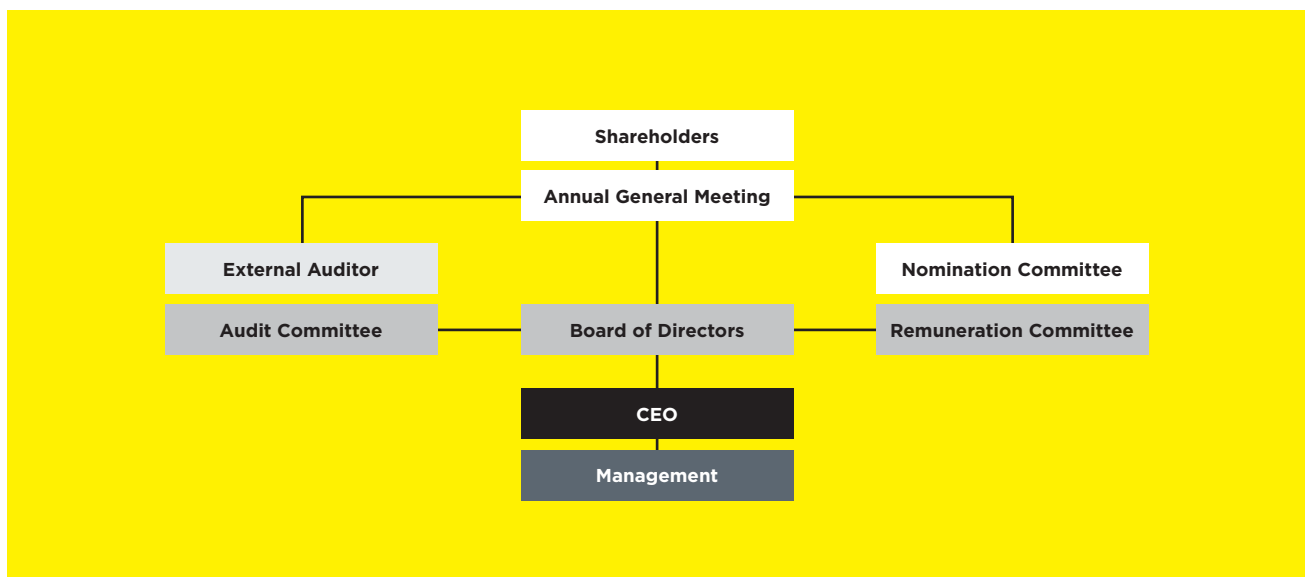 Shareholders
Annual General Meeting
External Auditor
Nomination Committee
Audit Committee
Board of Directors
Remuneration Committee
CEO
Management